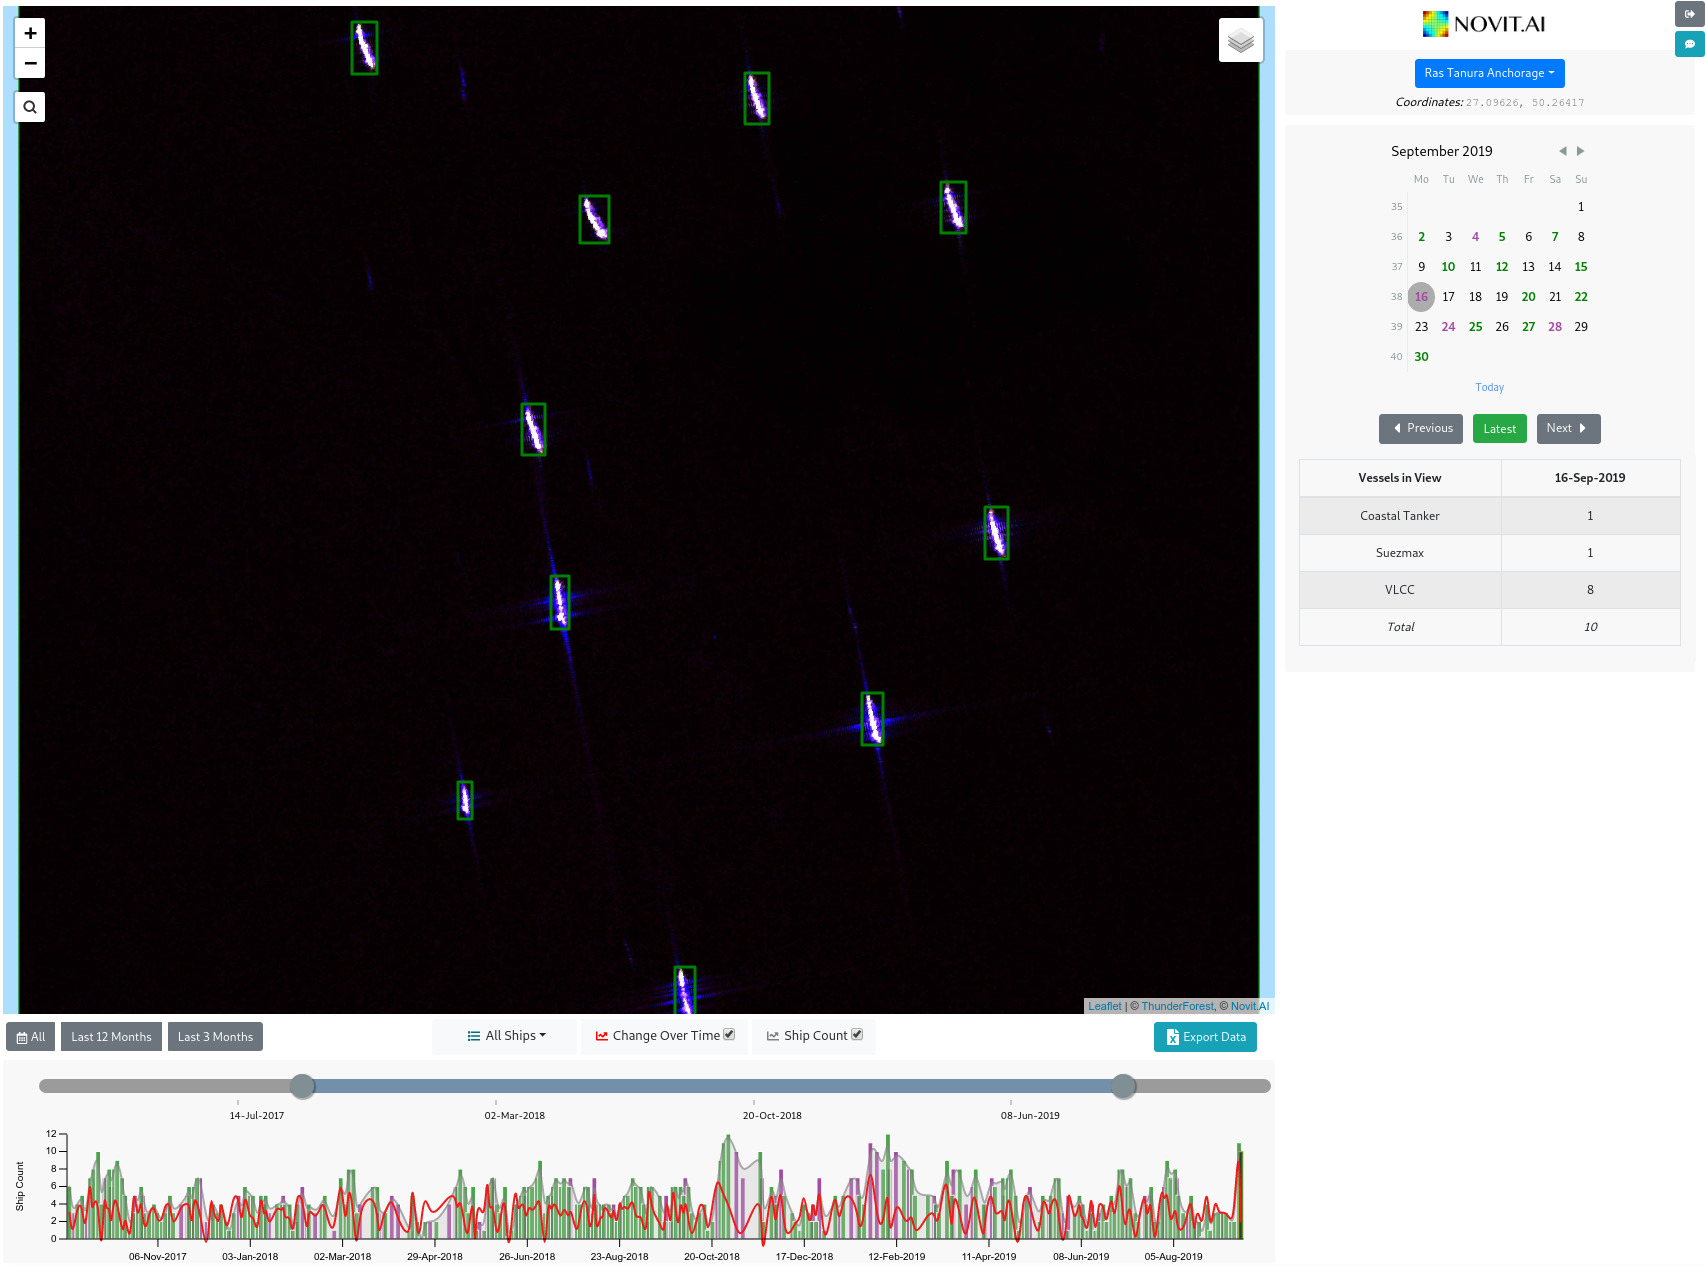 +
−
NOVIT.AI
Ras Tanura Anchorage
Coordinates: 27.09626, 50.26417
September 2019
Mo Tu We Th Fr Sa Su
35 1
36 2 3 4 5 6 7 8
37 9 10 11 12 13 14 15
38 16 17 18 19 20 21 22
39 23 24 25 26 27 28 29
40 30
Today
Previous Latest Next
Vessels in View 16-Sep-2019
Coastal Tanker 1
Suezmax 1
VLCC 8
Total 10
Leaflet | © ThunderForest, © Novit.AI
All Last 12 Months Last 3 Months All Ships Change Over Time Ship Count Export Data
14-Jul-2017 02-Mar-2018 20-Oct-2018 08-Jun-2019
Ship Count
12
10
8
6
4
2
0
06-Nov-2017 03-Jan-2018 02-Mar-2018 29-Apr-2018 26-Jun-2018 23-Aug-2018 20-Oct-2018 17-Dec-2018 12-Feb-2019 11-Apr-2019 08-Jun-2019 05-Aug-2019